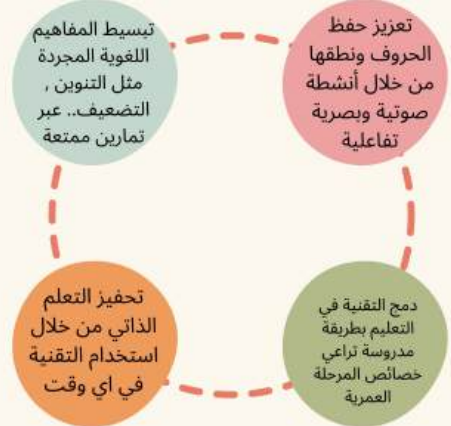 تعزيز حفظ
الحروف ونطقها
من خلال أنشطة
صوتية وبصرية
تفاعلية
تبسيط المفاهيم
اللغوية المجردة
مثل التنوين ,
التضعيف.. عبر
تمارين ممتعة
دمج التقنية في
التعليم بطريقة
مدروسة تراعي
خصائص المرحلة
العمرية
تحفيز التعلم
الذاتي من خلال
استخدام التقنية
في اي وقت